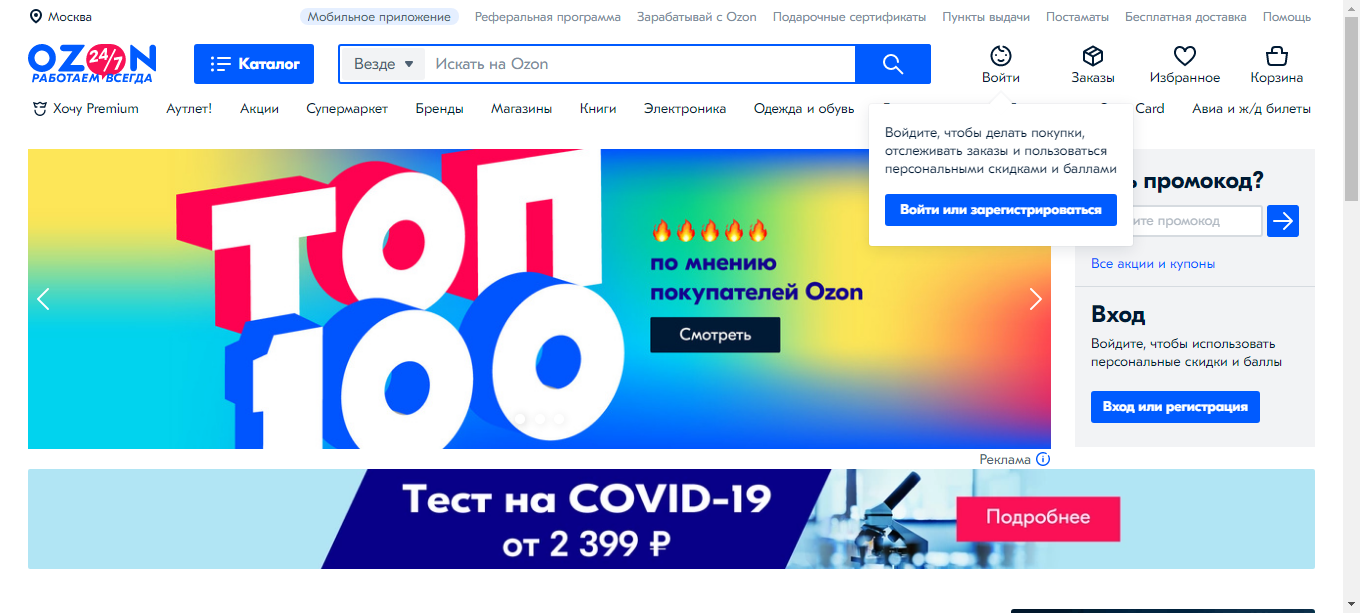 Москва
Мобильное приложение
Реферальная программа
Зарабатывай с Ozon
Подарочные сертификаты
Пункты выдачи
Постаматы
Бесплатная доставка
Помощь
OZON
24/7
РАБОТАЕМ ВСЕГДА
Каталог
Везде
Искать на Ozon
Войти
Заказы
Избранное
Корзина
Хочу Premium
Аутлет!
Акции
Супермаркет
Бренды
Магазины
Книги
Электроника
Одежда и обувь
Card
Авиа и ж/д билеты
Войдите, чтобы делать покупки,
отслеживать заказы и пользоваться
персональными скидками и баллами
Войти или зарегистрироваться
ТОП
100
по мнению
покупателей Ozon
Смотреть
промокод?
промокод
Все акции и купоны
Вход
Войдите, чтобы использовать
персональные скидки и баллы
Вход или регистрация
Реклама
Тест на COVID-19
от 2 399 ₽
Подробнее